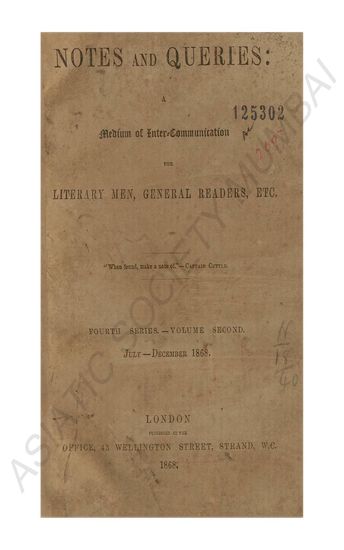 NOTES AND QUERIES:
A
125302
Medium of Inter-Communication
FOR
LITERARY MEN, GENERAL READERS, ETC.
"When found, make a note of."—CAPTAIN CUTTLE.
FOURTH SERIES.—VOLUME SECOND.
JULY—DECEMBER 1868.
LONDON
PUBLISHED AT THE
OFFICE, 43 WELLINGTON STREET, STRAND, W.C.
1868.
ASIATIC SOCIETY MUMBAI